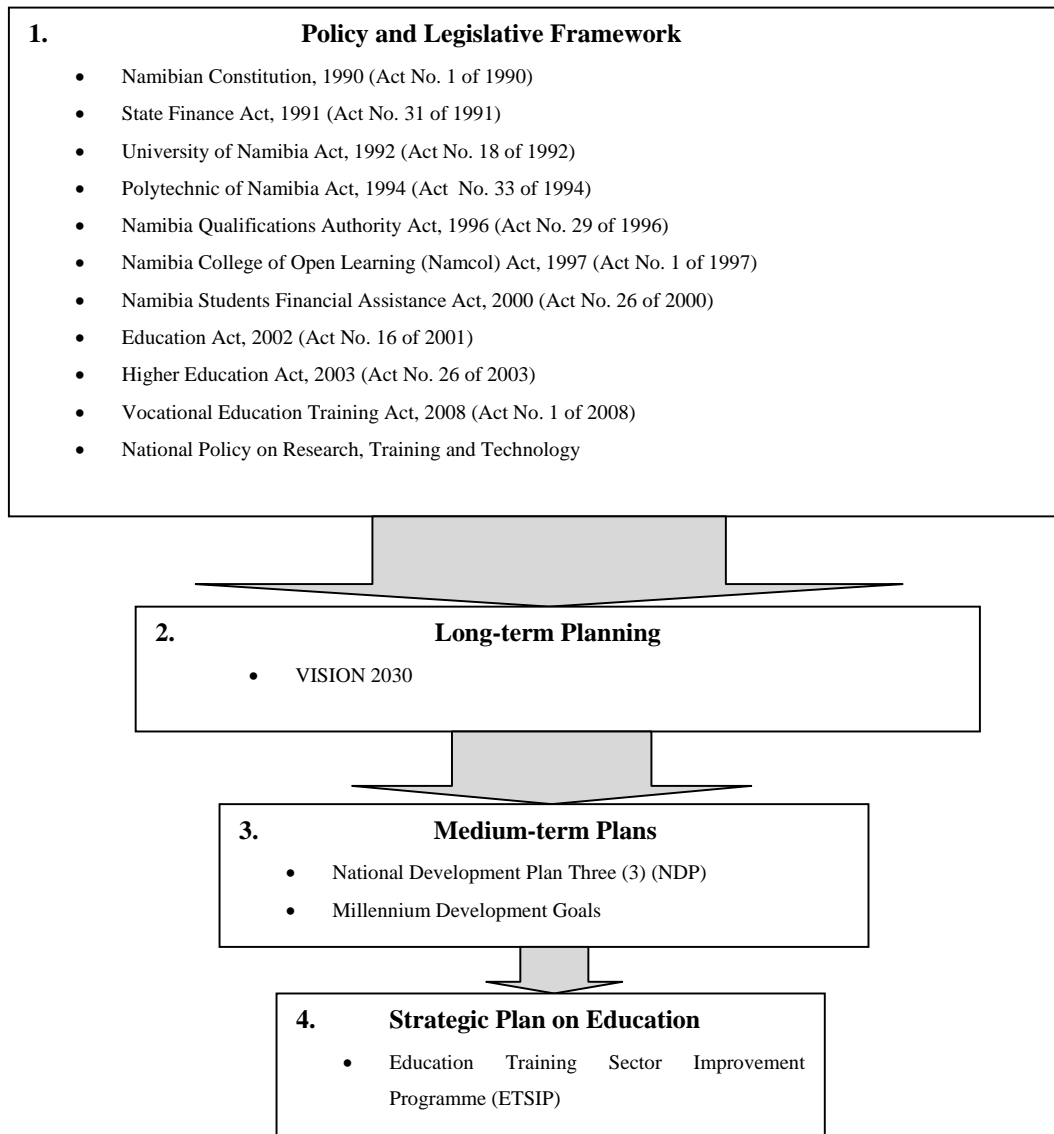 1. Policy and Legislative Framework
• Namibian Constitution, 1990 (Act No. 1 of 1990)
• State Finance Act, 1991 (Act No. 31 of 1991)
• University of Namibia Act, 1992 (Act No. 18 of 1992)
• Polytechnic of Namibia Act, 1994 (Act No. 33 of 1994)
• Namibia Qualifications Authority Act, 1996 (Act No. 29 of 1996)
• Namibia College of Open Learning (Namcol) Act, 1997 (Act No. 1 of 1997)
• Namibia Students Financial Assistance Act, 2000 (Act No. 26 of 2000)
• Education Act, 2002 (Act No. 16 of 2001)
• Higher Education Act, 2003 (Act No. 26 of 2003)
• Vocational Education Training Act, 2008 (Act No. 1 of 2008)
• National Policy on Research, Training and Technology
2. Long-term Planning
• VISION 2030
3. Medium-term Plans
• National Development Plan Three (3) (NDP)
• Millennium Development Goals
4. Strategic Plan on Education
• Education Training Sector Improvement
Programme (ETSIP)